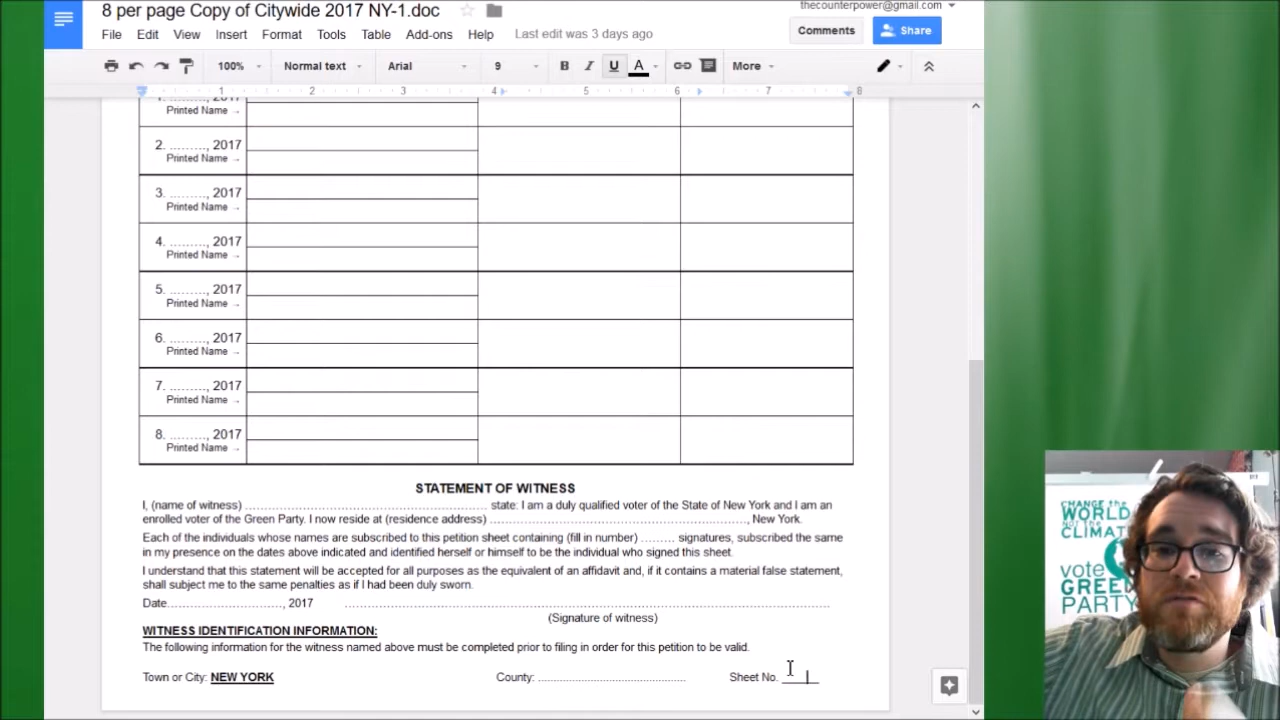 8 per page Copy of Citywide 2017 NY-1.doc
thecounterpower@gmail.com
File Edit View Insert Format Tools Table Add-ons Help Last edit was 3 days ago
Comments Share
100% Normal text Arial 9 B I U A More
1 2 3 4 5 6 7 8
1. ........., 2017
Printed Name →
2. ........., 2017
Printed Name →
3. ........., 2017
Printed Name →
4. ........., 2017
Printed Name →
5. ........., 2017
Printed Name →
6. ........., 2017
Printed Name →
7. ........., 2017
Printed Name →
8. ........., 2017
Printed Name →
STATEMENT OF WITNESS
I, (name of witness) ................................................................ state: I am a duly qualified voter of the State of New York and I am an
enrolled voter of the Green Party. I now reside at (residence address) ......................................................................, New York.
Each of the individuals whose names are subscribed to this petition sheet containing (fill in number) ......... signatures, subscribed the same
in my presence on the dates above indicated and identified herself or himself to be the individual who signed this sheet.
I understand that this statement will be accepted for all purposes as the equivalent of an affidavit and, if it contains a material false statement,
shall subject me to the same penalties as if I had been duly sworn.
Date..............................., 2017 ................................................................................
(Signature of witness)
WITNESS IDENTIFICATION INFORMATION:
The following information for the witness named above must be completed prior to filing in order for this petition to be valid.
Town or City: NEW YORK County: ........................................ Sheet No. ______
CHANGE the
WORLD
NOT the
CLIMATE
vote
GREEN
PARTY